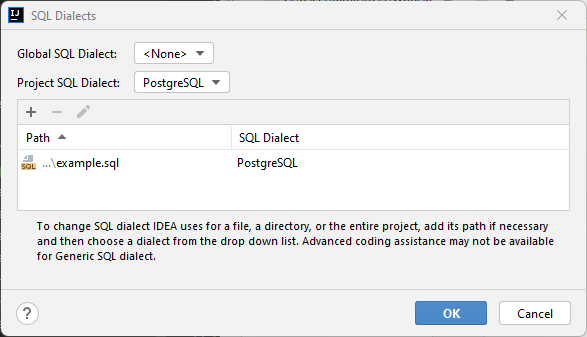 SQL Dialects
Global SQL Dialect: <None>
Project SQL Dialect: PostgreSQL
Path SQL Dialect
SQL ...\example.sql PostgreSQL
To change SQL dialect IDEA uses for a file, a directory, or the entire project, add its path if necessary
and then choose a dialect from the drop down list. Advanced coding assistance may not be available
for Generic SQL dialect.
? OK Cancel